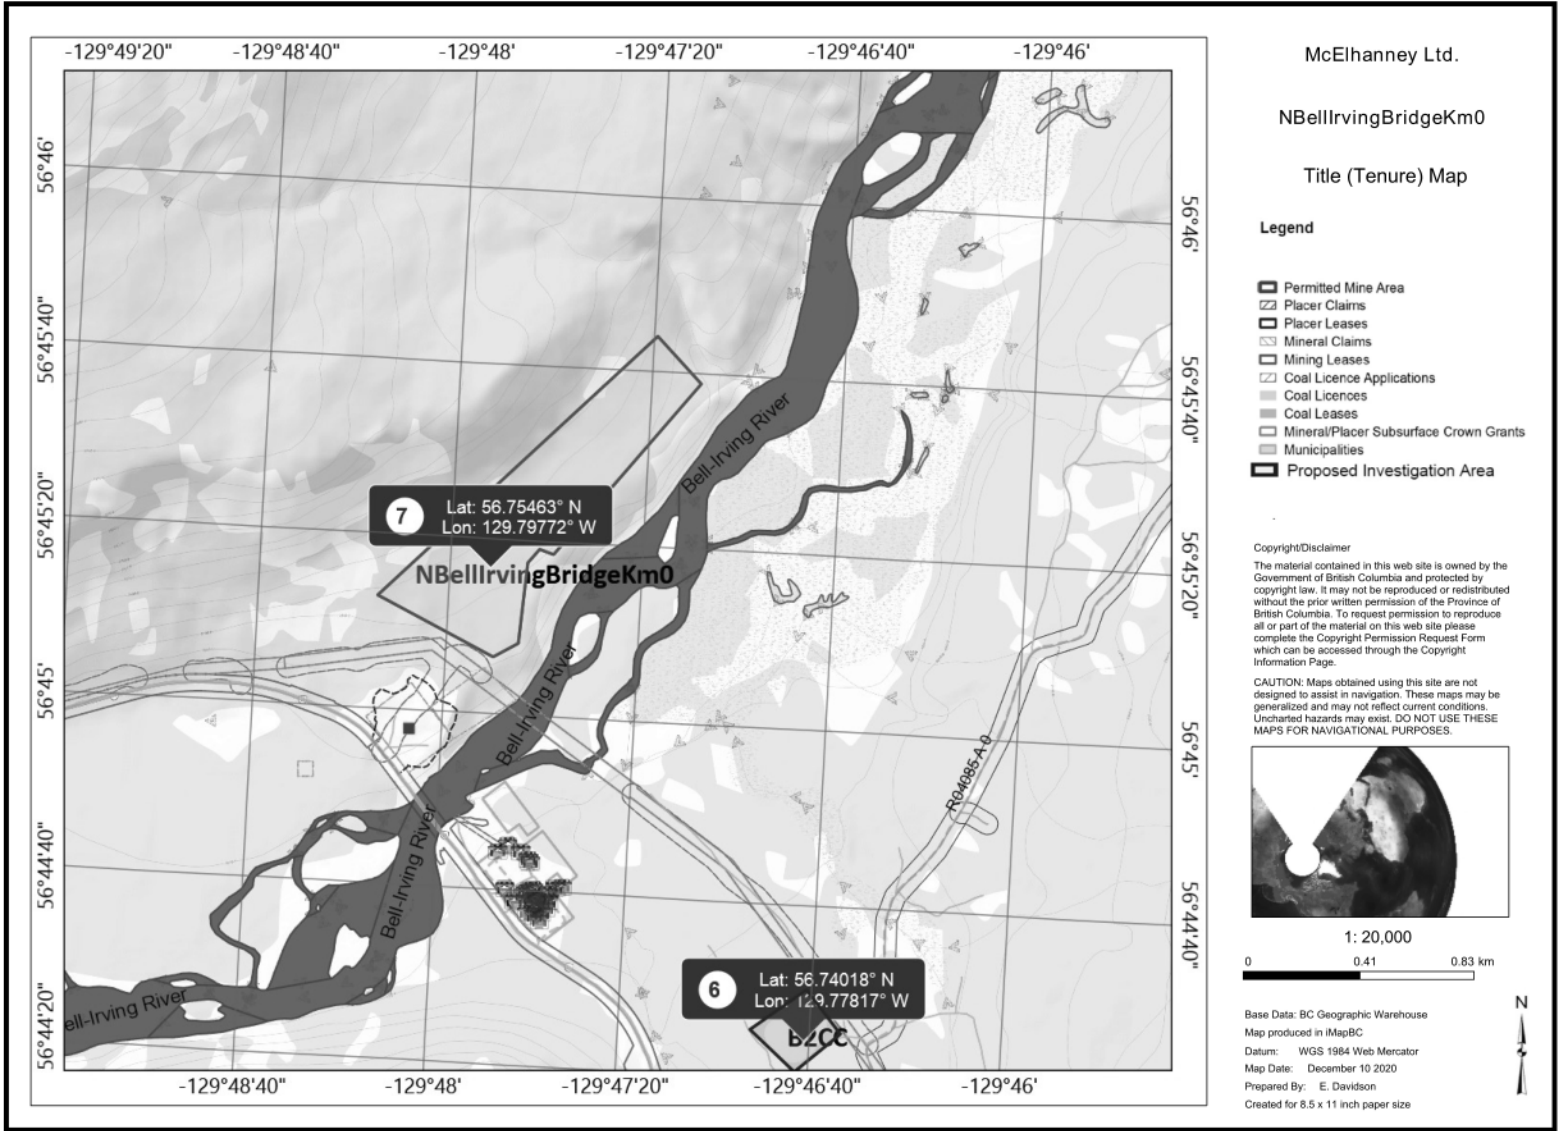 -129°49'20"
-129°48'40"
-129°48'
-129°47'20"
-129°46'40"
-129°46'
56°46'
56°45'40"
56°45'20"
56°45'
56°44'40"
56°44'20"
56°46'
56°45'40"
56°45'20"
56°45'
56°44'40"
Bell-Irving River
7
Lat: 56.75463° N
Lon: 129.79772° W
NBellIrvingBridgeKm0
Bell-Irving River
R04085 A 0
Bell-Irving River
6
Lat: 56.74018° N
Lon: 129.77817° W
ell-Irving River
B2CC
-129°48'40"
-129°48'
-129°47'20"
-129°46'40"
-129°46'
McElhanney Ltd.
NBellIrvingBridgeKm0
Title (Tenure) Map
Legend
Permitted Mine Area
Placer Claims
Placer Leases
Mineral Claims
Mining Leases
Coal Licence Applications
Coal Licences
Coal Leases
Mineral/Placer Subsurface Crown Grants
Municipalities
Proposed Investigation Area
Copyright/Disclaimer
The material contained in this web site is owned by the
Government of British Columbia and protected by
copyright law. It may not be reproduced or redistributed
without the prior written permission of the Province of
British Columbia. To request permission to reproduce
all or part of the material on this web site please
complete the Copyright Permission Request Form
which can be accessed through the Copyright
Information Page.
CAUTION: Maps obtained using this site are not
designed to assist in navigation. These maps may be
generalized and may not reflect current conditions.
Uncharted hazards may exist. DO NOT USE THESE
MAPS FOR NAVIGATIONAL PURPOSES.
1: 20,000
0 0.41 0.83 km
N
Base Data: BC Geographic Warehouse
Map produced in iMapBC
Datum: WGS 1984 Web Mercator
Map Date: December 10 2020
Prepared By: E. Davidson
Created for 8.5 x 11 inch paper size